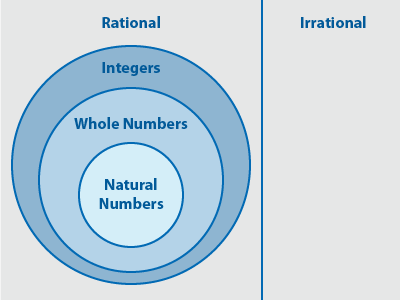 Rational
Irrational
Integers
Whole Numbers
Natural
Numbers